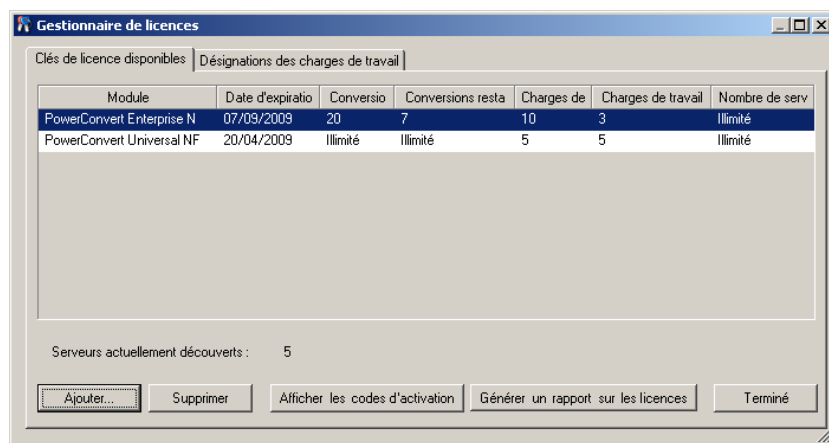 Gestionnaire de licences
Clés de licence disponibles Désignations des charges de travail
Module Date d'expiratio Conversio Conversions resta Charges de Charges de travail Nombre de serv
PowerConvert Enterprise N 07/09/2009 20 7 10 3 Illimité
PowerConvert Universal NF 20/04/2009 Illimité Illimité 5 5 Illimité
Serveurs actuellement découverts : 5
Ajouter... Supprimer Afficher les codes d'activation Générer un rapport sur les licences Terminé